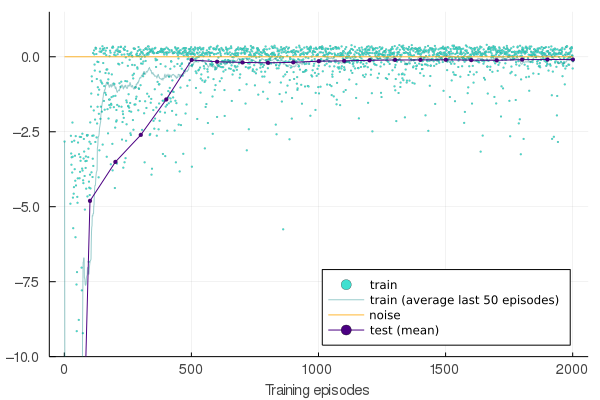 0.0
−2.5
−5.0
−7.5
−10.0
train
train (average last 50 episodes)
noise
test (mean)
0 500 1000 1500 2000
Training episodes